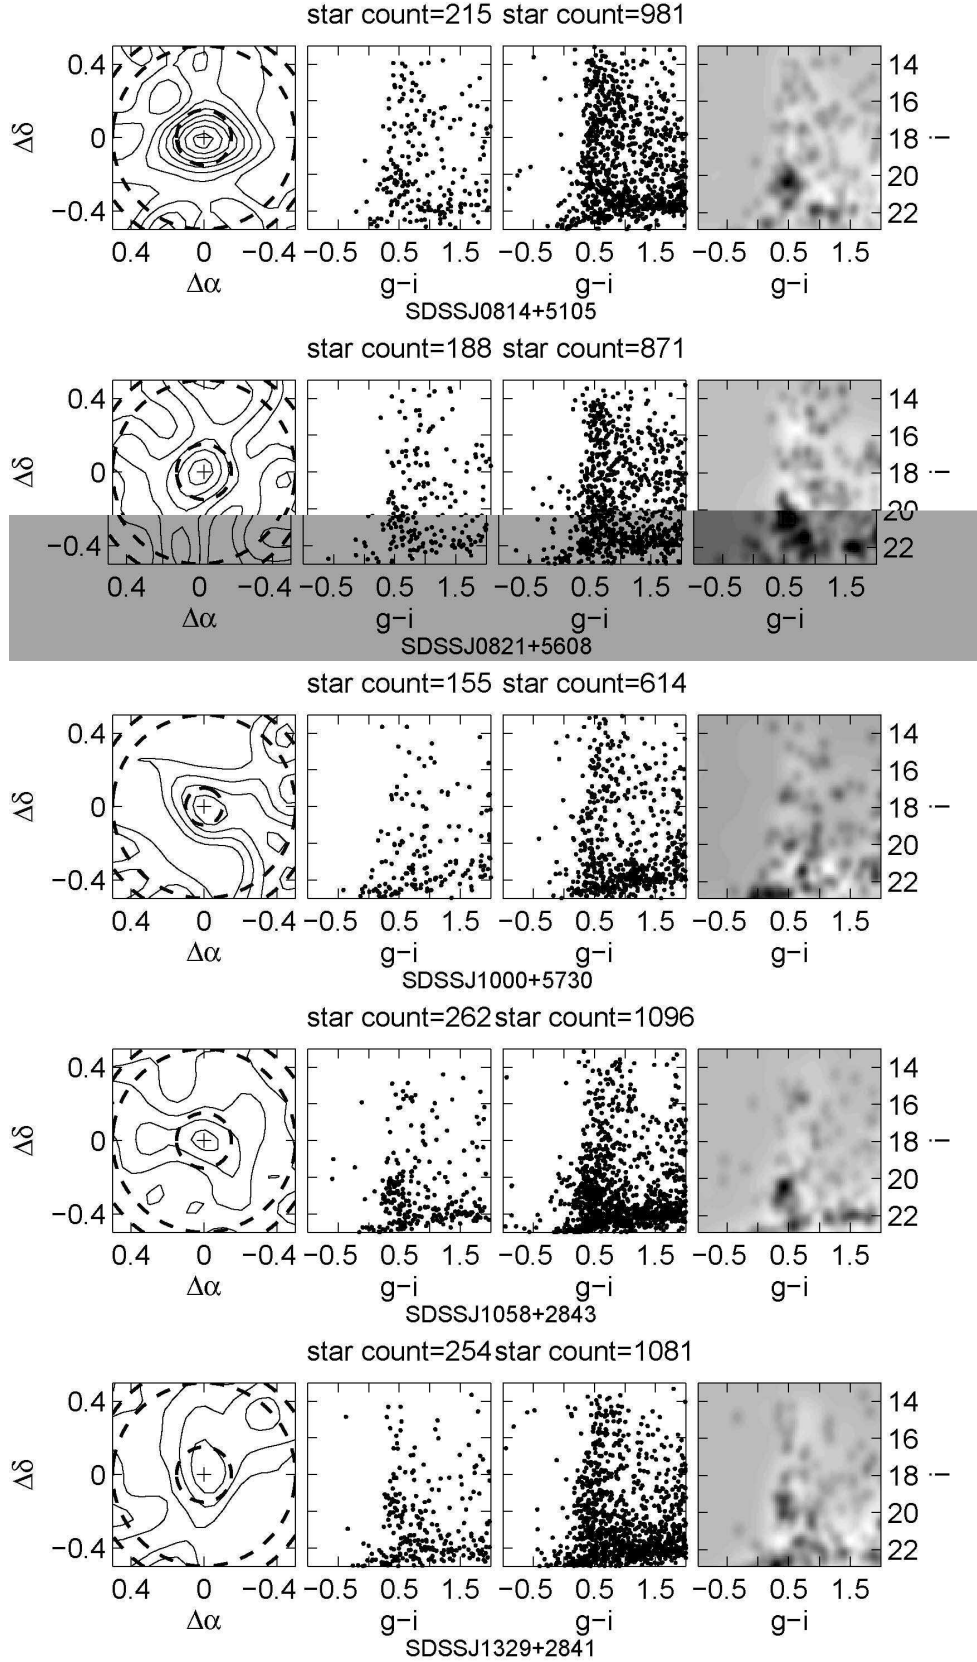 star count=215 star count=981
0.4 14
16
Δδ 0 18 i
20
−0.4 22
0.4 0 −0.4 −0.5 0.5 1.5 −0.5 0.5 1.5 −0.5 0.5 1.5
Δα g−i g−i g−i
SDSSJ0814+5105
star count=188 star count=871
0.4 14
16
Δδ 0 18 i
20
−0.4 22
0.4 0 −0.4 −0.5 0.5 1.5 −0.5 0.5 1.5 −0.5 0.5 1.5
Δα g−i g−i g−i
SDSSJ0821+5608
star count=155 star count=614
0.4 14
16
Δδ 0 18 i
20
−0.4 22
0.4 0 −0.4 −0.5 0.5 1.5 −0.5 0.5 1.5 −0.5 0.5 1.5
Δα g−i g−i g−i
SDSSJ1000+5730
star count=262 star count=1096
0.4 14
16
Δδ 0 18 i
20
−0.4 22
0.4 0 −0.4 −0.5 0.5 1.5 −0.5 0.5 1.5 −0.5 0.5 1.5
Δα g−i g−i g−i
SDSSJ1058+2843
star count=254 star count=1081
0.4 14
16
Δδ 0 18 i
20
−0.4 22
0.4 0 −0.4 −0.5 0.5 1.5 −0.5 0.5 1.5 −0.5 0.5 1.5
Δα g−i g−i g−i
SDSSJ1329+2841